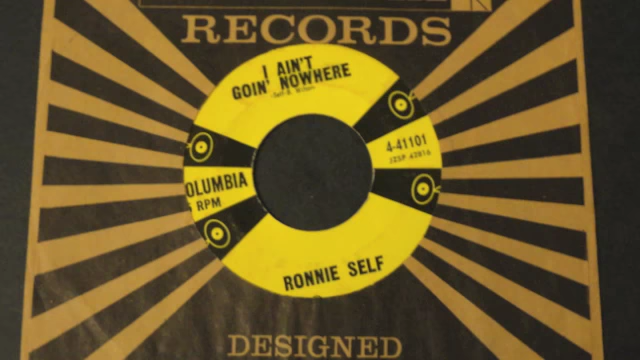 RECORDS
I AIN'T
GOIN' NOWHERE
4-41101
OLUMBIA
RPM
RONNIE SELF
DESIGNED